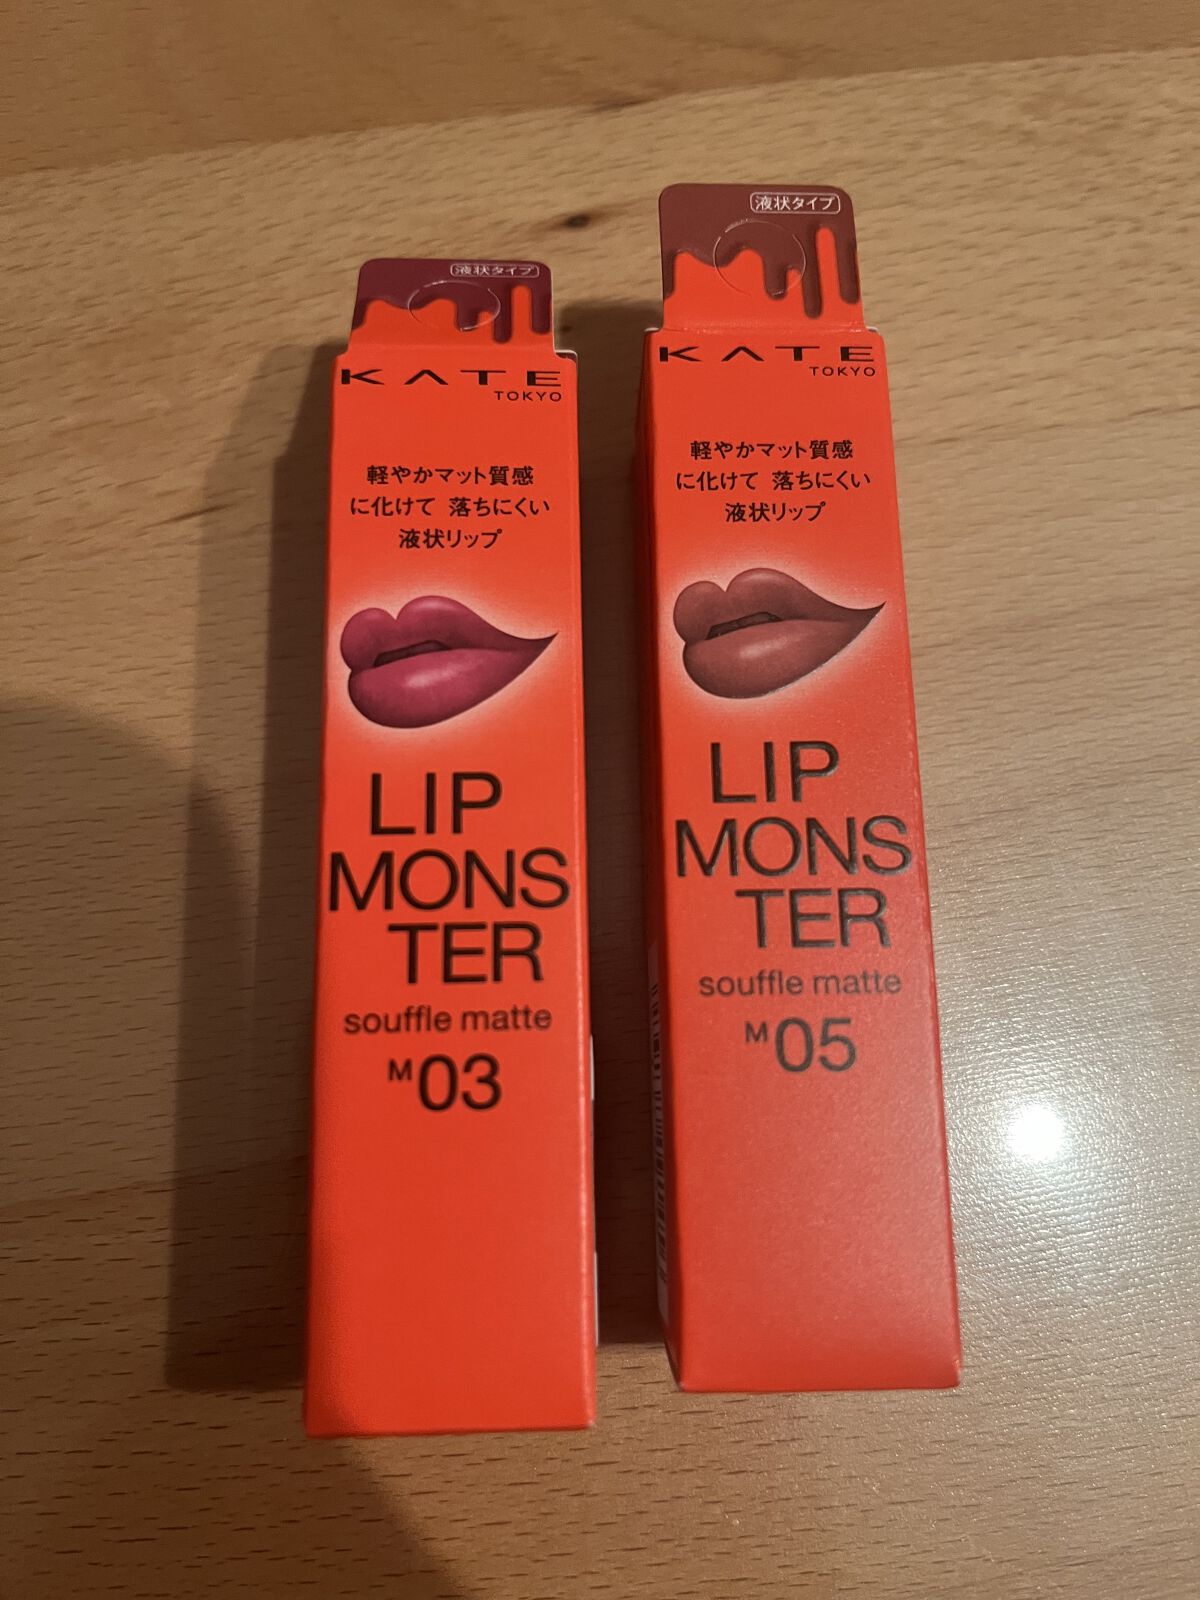 液状タイプ
KATE
TOKYO
軽やかマット質感
に化けて 落ちにくい
液状リップ
LIP
MONS
TER
souffle matte
M03
液状タイプ
KATE
TOKYO
軽やかマット質感
に化けて 落ちにくい
液状リップ
LIP
MONS
TER
souffle matte
M05